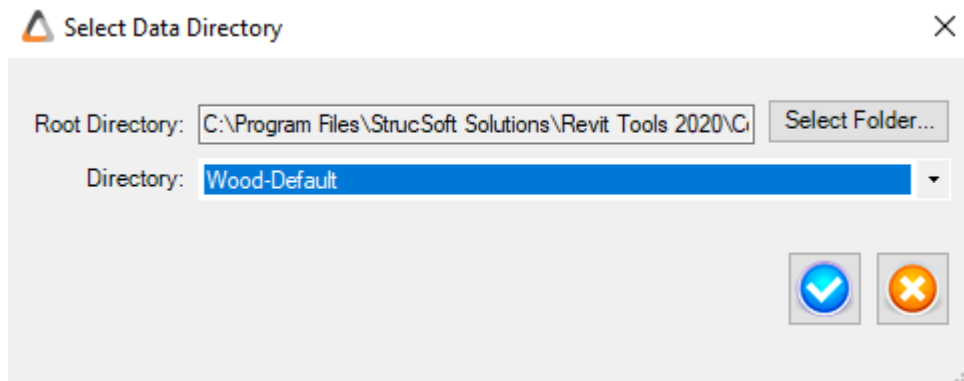 Select Data Directory
Root Directory: C:\Program Files\StrucSoft Solutions\Revit Tools 2020\C Select Folder...
Directory: Wood-Default